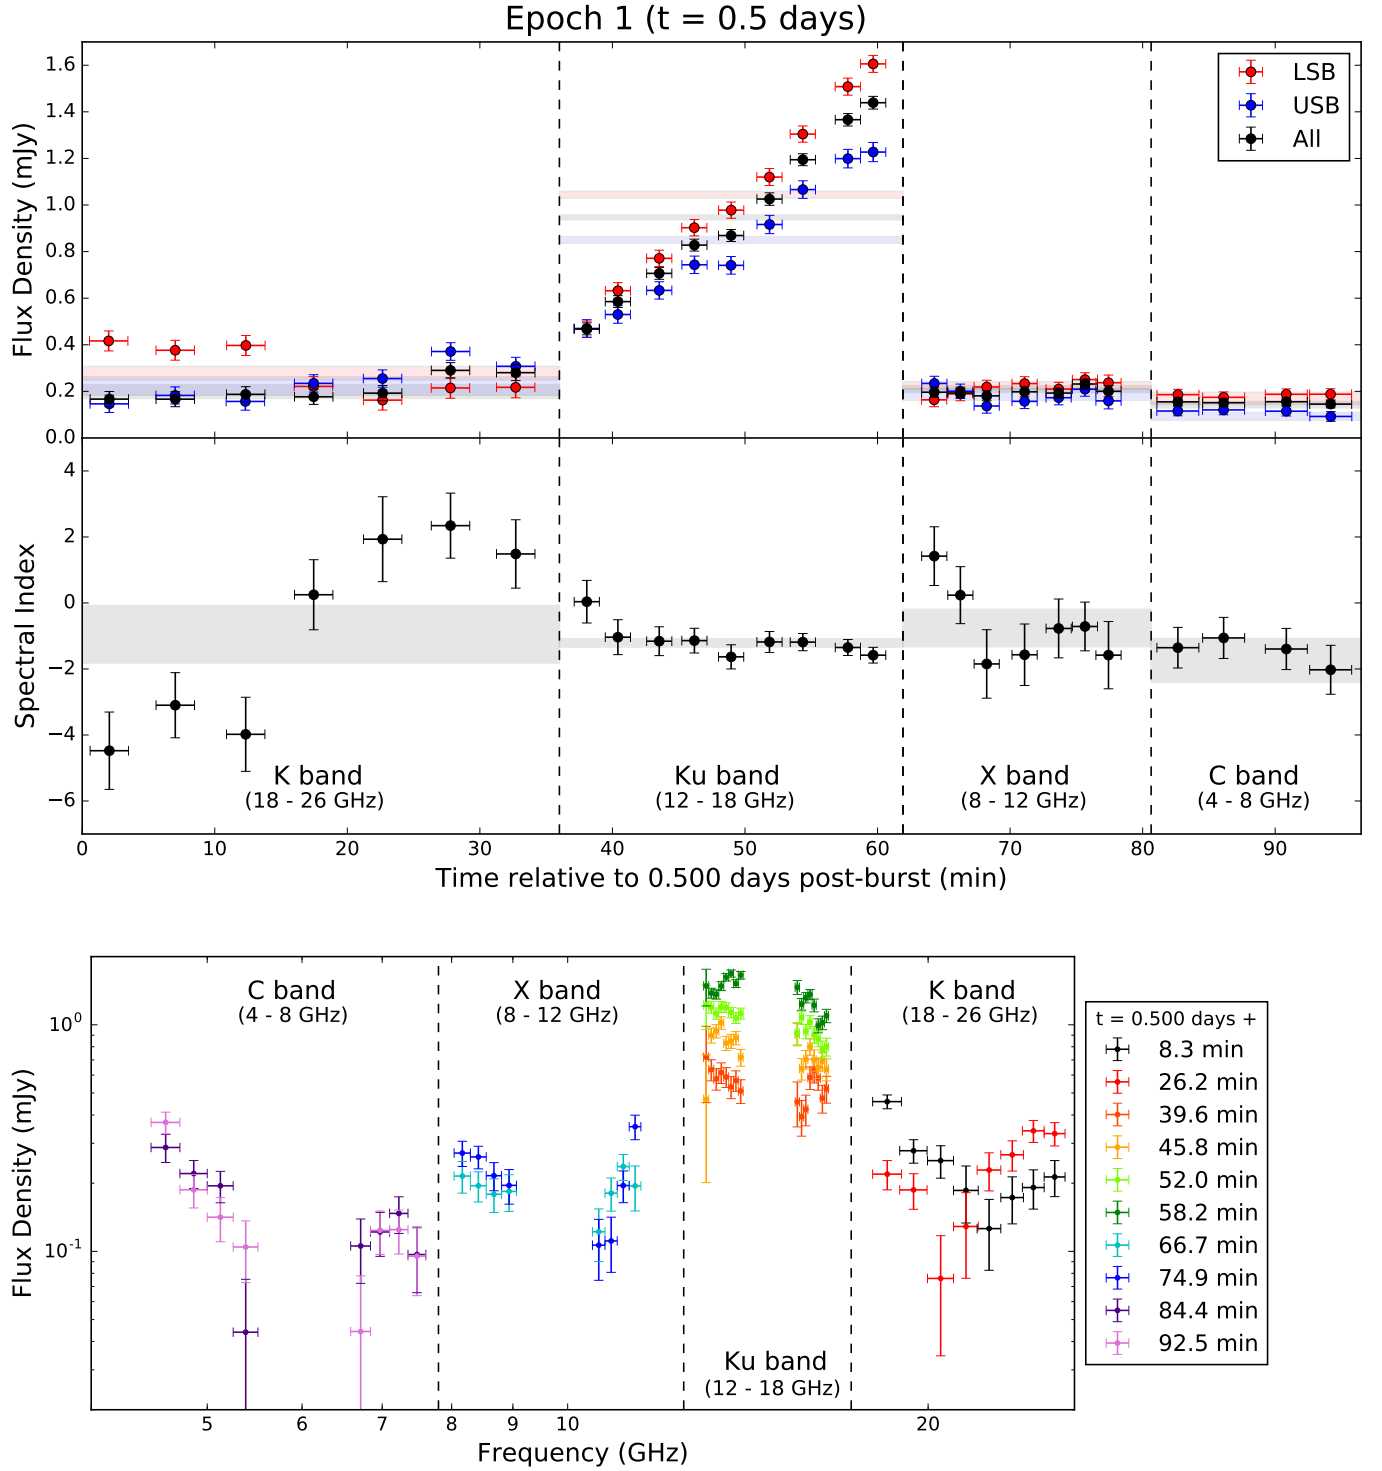 Epoch 1 (t = 0.5 days)
Flux Density (mJy)
1.6
1.4
1.2
1.0
0.8
0.6
0.4
0.2
0.0
LSB
USB
All
Spectral Index
4
2
0
−2
−4
−6
K band
(18 - 26 GHz)
Ku band
(12 - 18 GHz)
X band
(8 - 12 GHz)
C band
(4 - 8 GHz)
0 10 20 30 40 50 60 70 80 90
Time relative to 0.500 days post-burst (min)
Flux Density (mJy)
10^0
10^-1
C band
(4 - 8 GHz)
X band
(8 - 12 GHz)
Ku band
(12 - 18 GHz)
K band
(18 - 26 GHz)
5 6 7 8 9 10 20
Frequency (GHz)
t = 0.500 days +
8.3 min
26.2 min
39.6 min
45.8 min
52.0 min
58.2 min
66.7 min
74.9 min
84.4 min
92.5 min